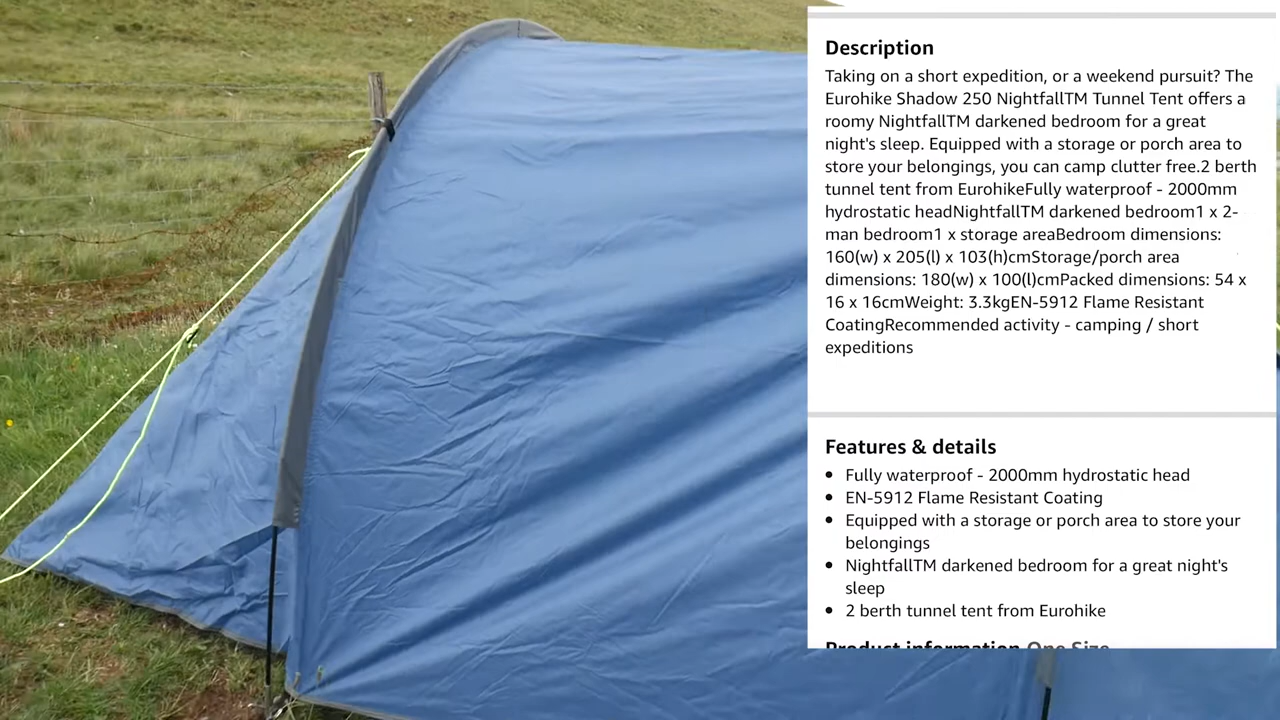 Description
Taking on a short expedition, or a weekend pursuit? The
Eurohike Shadow 250 NightfallTM Tunnel Tent offers a
roomy NightfallTM darkened bedroom for a great
night's sleep. Equipped with a storage or porch area to
store your belongings, you can camp clutter free.2 berth
tunnel tent from EurohikeFully waterproof - 2000mm
hydrostatic headNightfallTM darkened bedroom1 x 2-
man bedroom1 x storage areaBedroom dimensions:
160(w) x 205(l) x 103(h)cmStorage/porch area
dimensions: 180(w) x 100(l)cmPacked dimensions: 54 x
16 x 16cmWeight: 3.3kgEN-5912 Flame Resistant
CoatingRecommended activity - camping / short
expeditions
Features & details
• Fully waterproof - 2000mm hydrostatic head
• EN-5912 Flame Resistant Coating
• Equipped with a storage or porch area to store your
belongings
• NightfallTM darkened bedroom for a great night's
sleep
• 2 berth tunnel tent from Eurohike
Product information One Size